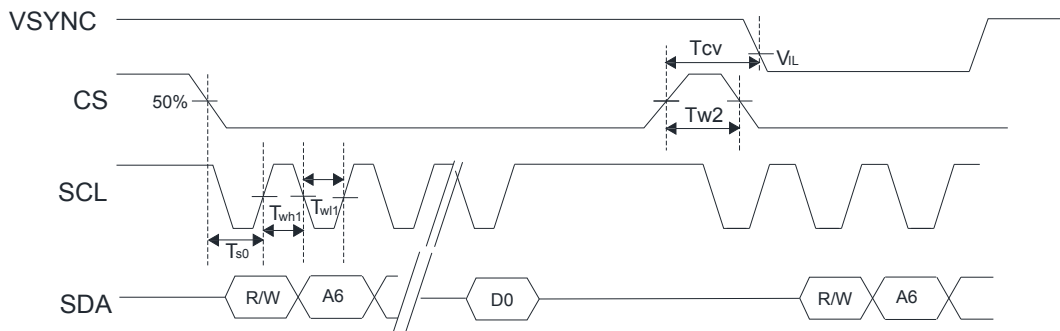 VSYNC
Tcv
VIL
CS
50%
Tw2
SCL
Twh1
Twl1
Ts0
SDA
R/W
A6
D0
R/W
A6